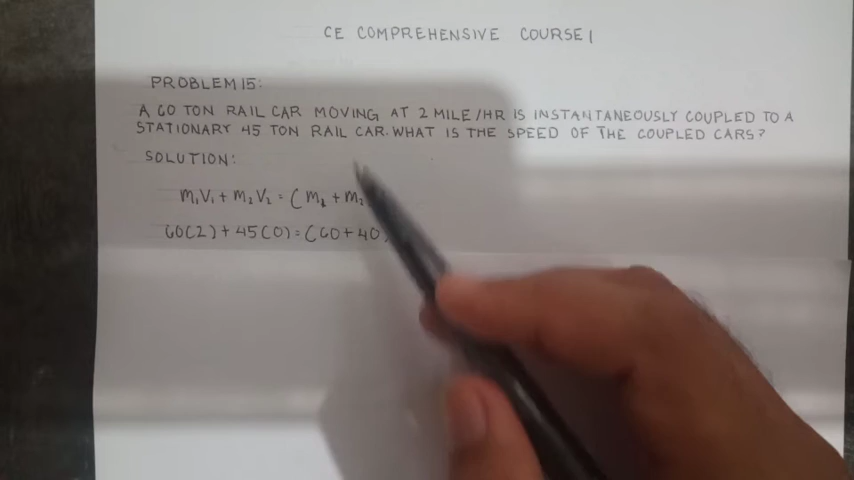 CE COMPREHENSIVE COURSE 1
PROBLEM 15:
A 60 TON RAIL CAR MOVING AT 2 MILE/HR IS INSTANTANEOUSLY COUPLED TO A
STATIONARY 45 TON RAIL CAR. WHAT IS THE SPEED OF THE COUPLED CARS?
SOLUTION:
m₁V₁ + m₂V₂ = (m₁ + m₂
60(2) + 45(0) = (60 + 40